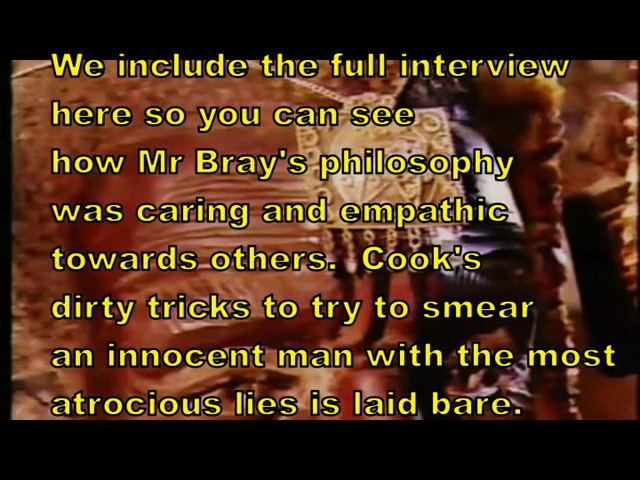 We include the full interview
here so you can see
how Mr Bray's philosophy
was caring and empathic
towards others.  Cook's
dirty tricks to try to smear
an innocent man with the most
atrocious lies is laid bare.